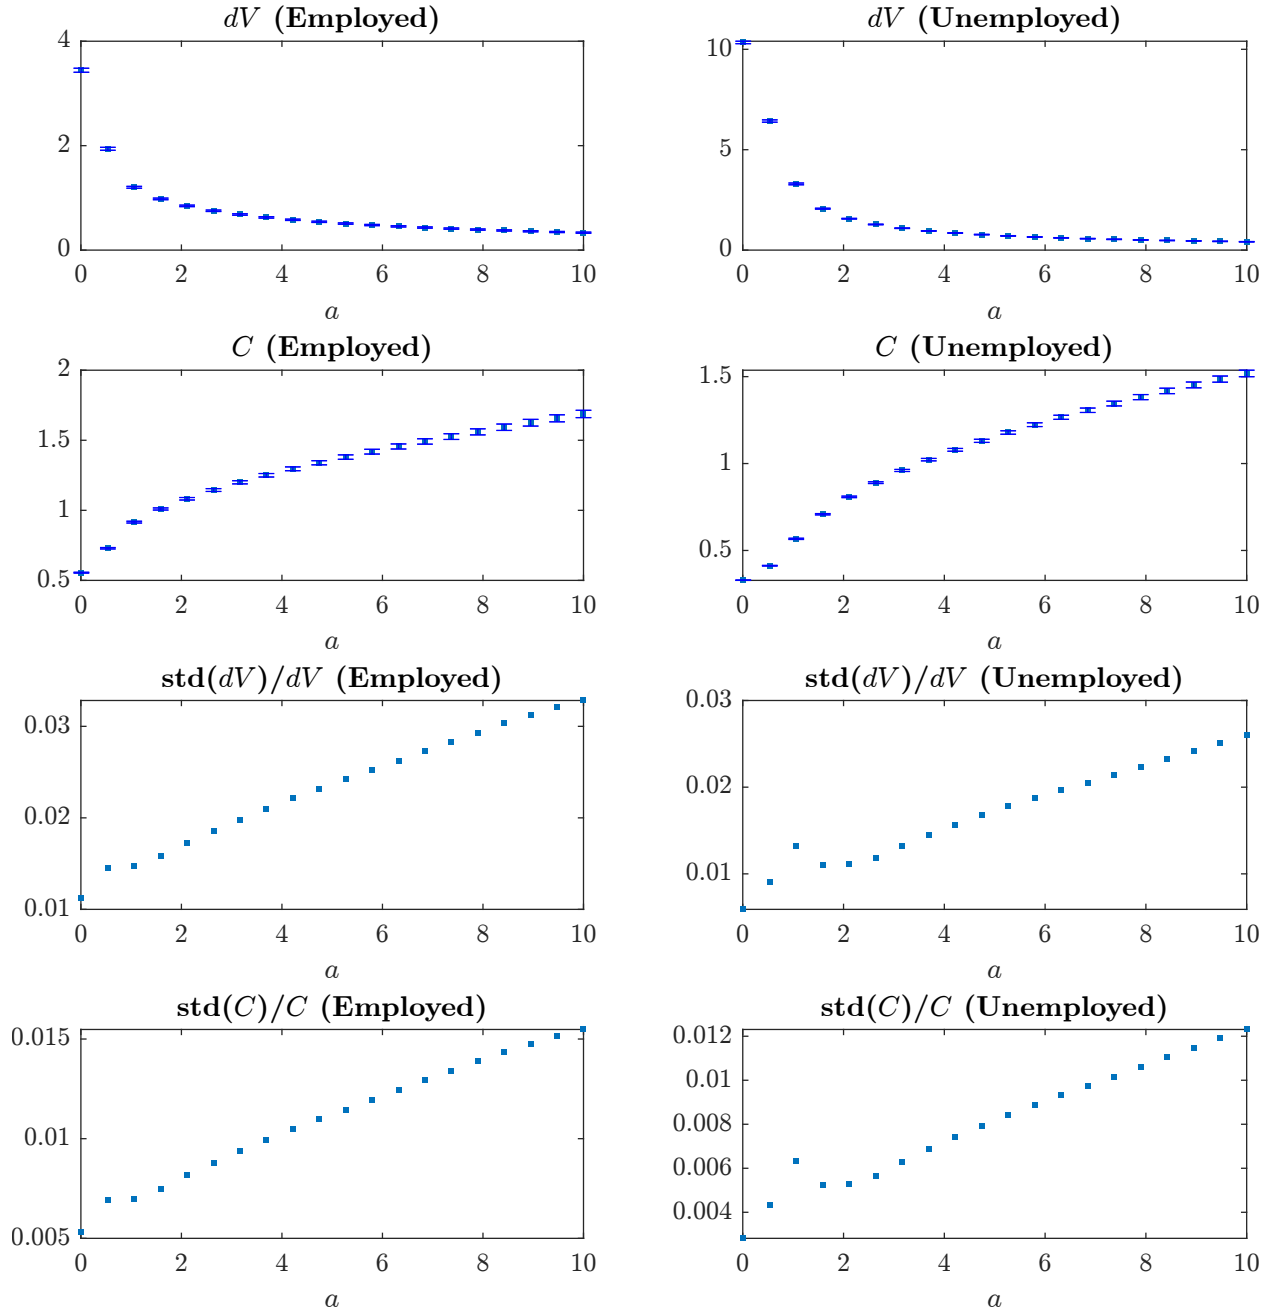 dV (Employed)
4
2
0
0 2 4 6 8 10
a
dV (Unemployed)
10
5
0
0 2 4 6 8 10
a
C (Employed)
2
1.5
1
0.5
0 2 4 6 8 10
a
C (Unemployed)
1.5
1
0.5
0 2 4 6 8 10
a
std(dV)/dV (Employed)
0.03
0.02
0.01
0 2 4 6 8 10
a
std(dV)/dV (Unemployed)
0.03
0.02
0.01
0 2 4 6 8 10
a
std(C)/C (Employed)
0.015
0.01
0.005
0 2 4 6 8 10
a
std(C)/C (Unemployed)
0.012
0.01
0.008
0.006
0.004
0 2 4 6 8 10
a